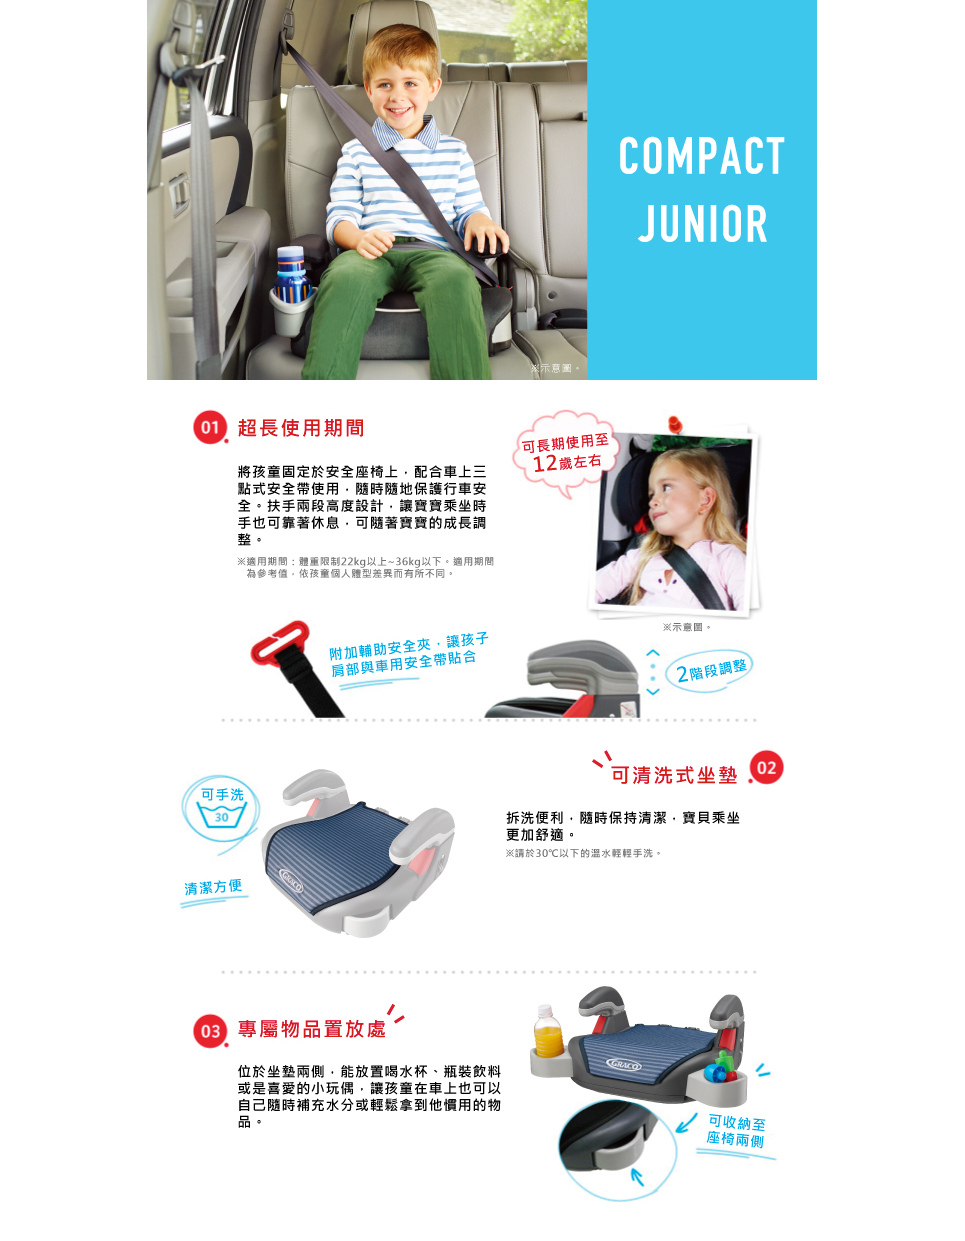 COMPACT
JUNIOR
※示意圖。
01 超長使用期間
將孩童固定於安全座椅上，配合車上三
點式安全帶使用，隨時隨地保護行車安
全。扶手兩段高度設計，讓寶寶乘坐時
手也可靠著休息，可隨著寶寶的成長調
整。
※適用期間：體重限制22kg以上~36kg以下。適用期間
為參考值，依孩童個人體型差異而有所不同。
可長期使用至
12歲左右
※示意圖。
附加輔助安全夾，讓孩子
肩部與車用安全帶貼合
2階段調整
可清洗式坐墊 02
拆洗便利，隨時保持清潔，寶貝乘坐
更加舒適。
※請於30℃以下的溫水輕輕手洗。
可手洗
30
清潔方便
GRACO
03 專屬物品置放處
位於坐墊兩側，能放置喝水杯、瓶裝飲料
或是喜愛的小玩偶，讓孩童在車上也可以
自己隨時補充水分或輕鬆拿到他慣用的物
品。
GRACO
可收納至
座椅兩側